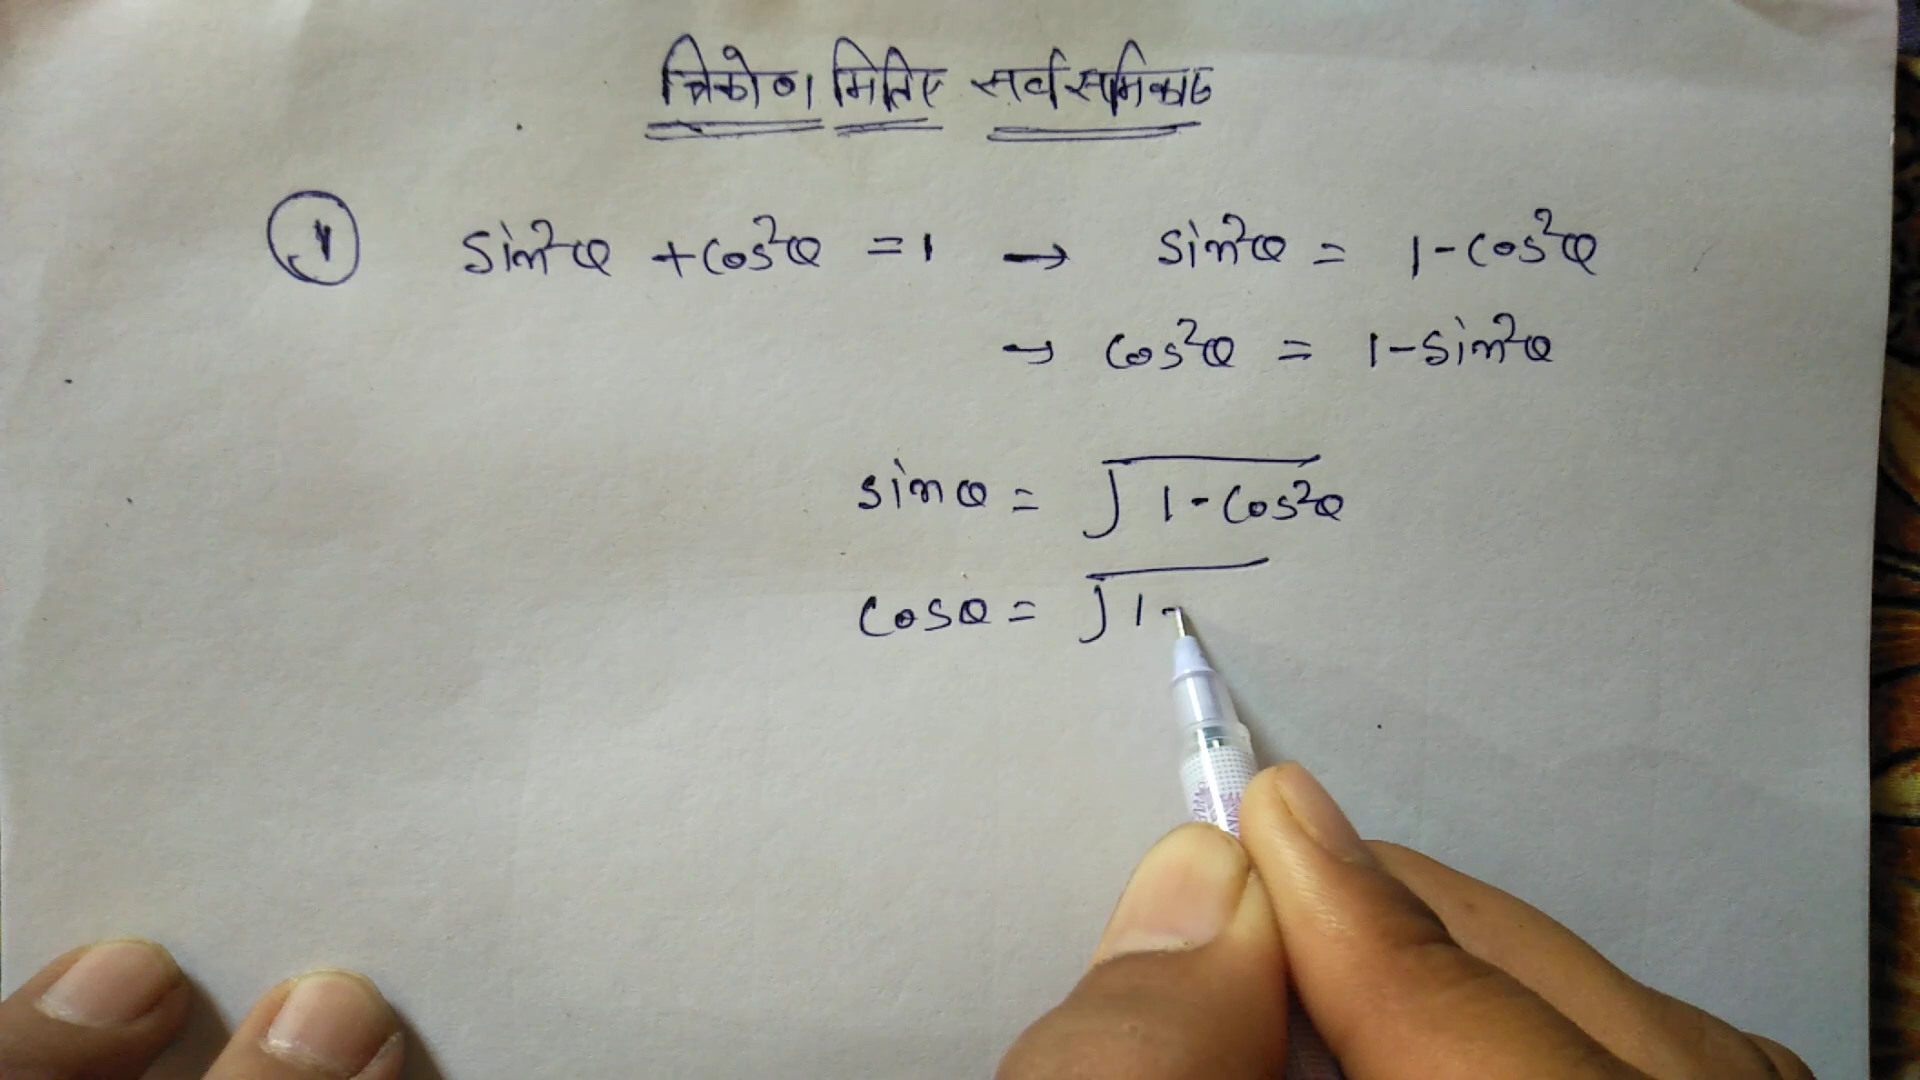 त्रिकोणमितिए सर्वसमिकाए
1 sin²θ + cos²θ = 1 → sin²θ = 1 - cos²θ
→ cos²θ = 1 - sin²θ
sinθ = √1 - cos²θ
cosθ = √1 -